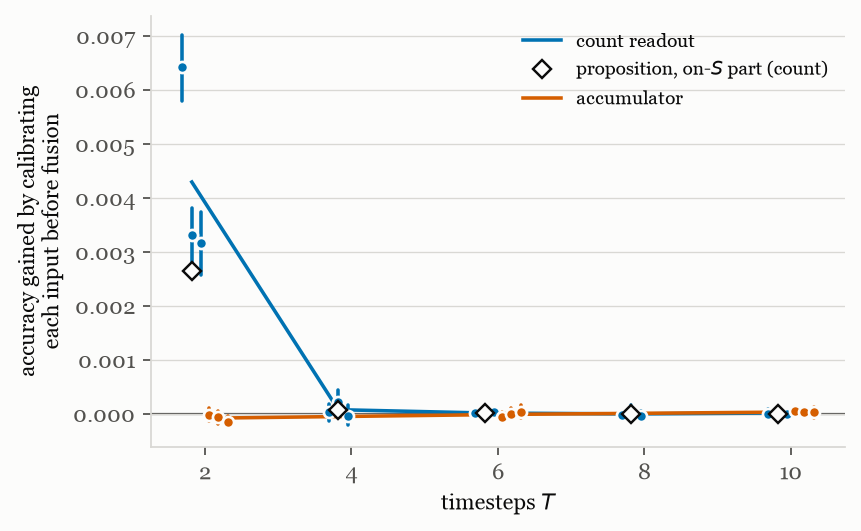 0.007
0.006
0.005
0.004
0.003
0.002
0.001
0.000
accuracy gained by calibrating
each input before fusion
count readout
proposition, on-S part (count)
accumulator
2 4 6 8 10
timesteps T